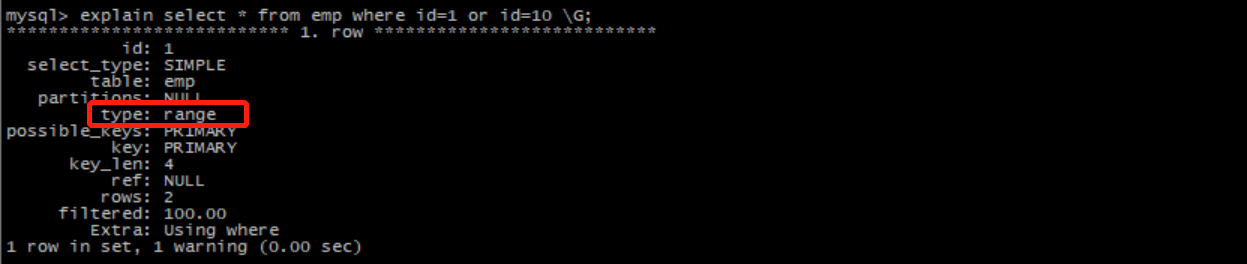 mysql> explain select * from emp where id=1 or id=10 \G;
*************************** 1. row ***************************
id: 1
select_type: SIMPLE
table: emp
partitions: NULL
type: range
possible_keys: PRIMARY
key: PRIMARY
key_len: 4
ref: NULL
rows: 2
filtered: 100.00
Extra: Using where
1 row in set, 1 warning (0.00 sec)